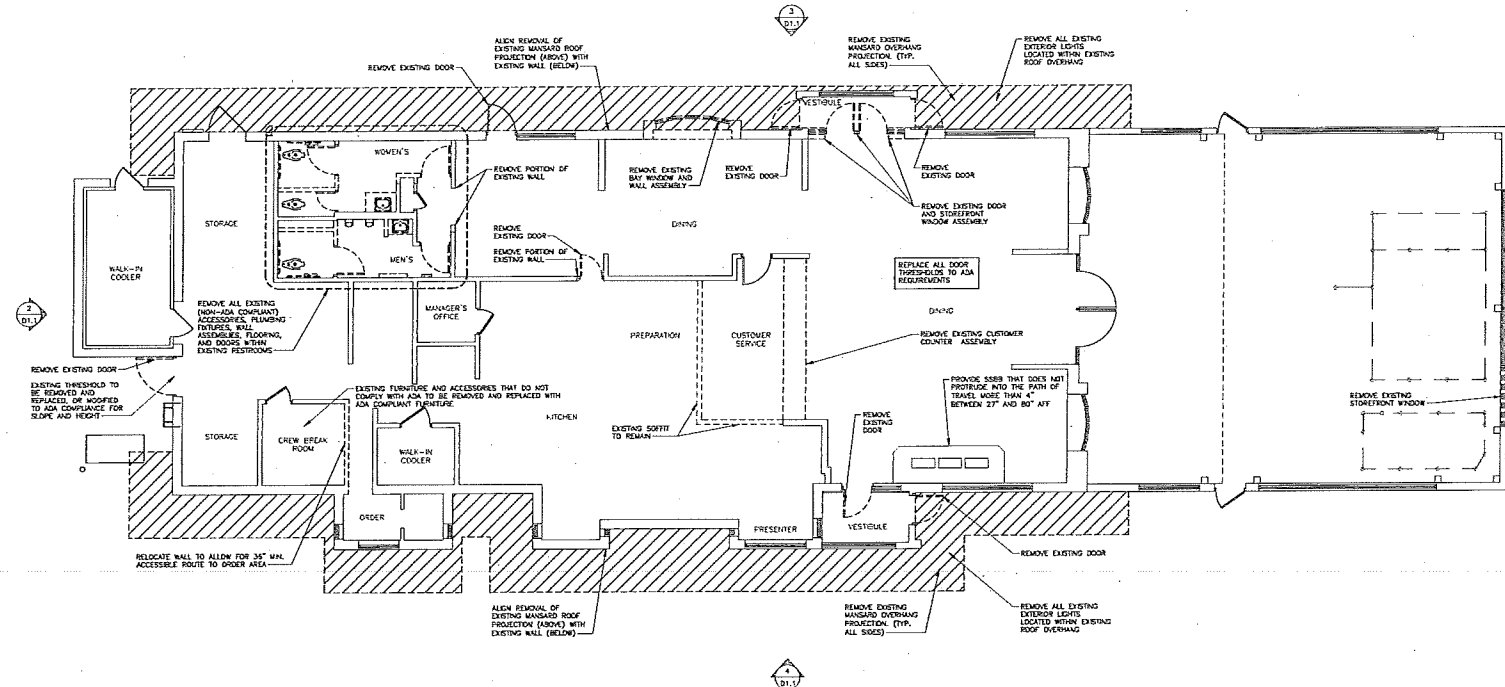 3
D1.1
ALIGN REMOVAL OF
EXISTING MANSARD ROOF
PROJECTION (ABOVE) WITH
EXISTING WALL (BELOW)
REMOVE EXISTING DOOR
REMOVE EXISTING
MANSARD OVERHANG
PROJECTION. (TYP.
ALL SIDES)
REMOVE ALL EXISTING
EXTERIOR LIGHTS
LOCATED WITHIN EXISTING
ROOF OVERHANG
VESTIBULE
WOMEN'S
REMOVE PORTION OF
EXISTING WALL
REMOVE EXISTING
BAY WINDOW AND
WALL ASSEMBLY
REMOVE
EXISTING DOOR
REMOVE
EXISTING DOOR
REMOVE EXISTING DOOR
AND STOREFRONT
WINDOW ASSEMBLY
STORAGE
DINING
REMOVE
EXISTING DOOR
REMOVE PORTION OF
EXISTING WALL
MEN'S
WALK-IN
COOLER
REPLACE ALL DOOR
THRESHOLDS TO ADA
REQUIREMENTS
2
D1.1
REMOVE ALL EXISTING
(NON-ADA COMPLIANT)
ACCESSORIES, PLUMBING
FIXTURES, WALL
ASSEMBLIES, FLOORING,
AND DOORS WITHIN
EXISTING RESTROOMS
MANAGER'S
OFFICE
PREPARATION
CUSTOMER
SERVICE
DINING
REMOVE EXISTING CUSTOMER
COUNTER ASSEMBLY
REMOVE EXISTING DOOR
EXISTING THRESHOLD TO
BE REMOVED AND
REPLACED, OR MODIFIED
TO ADA COMPLIANCE FOR
SLOPE AND HEIGHT
EXISTING FURNITURE AND ACCESSORIES THAT DO NOT
COMPLY WITH ADA TO BE REMOVED AND REPLACED WITH
ADA COMPLIANT FURNITURE
PROVIDE SSBB THAT DOES NOT
PROTRUDE INTO THE PATH OF
TRAVEL MORE THAN 4"
BETWEEN 27" AND 80" AFF
REMOVE EXISTING
STOREFRONT WINDOW
KITCHEN
REMOVE
EXISTING
DOOR
EXISTING SOFFIT
TO REMAIN
STORAGE
CREW BREAK
ROOM
WALK-IN
COOLER
ORDER
PRESENTER
VESTIBULE
RELOCATE WALL TO ALLOW FOR 36" MIN.
ACCESSIBLE ROUTE TO ORDER AREA
REMOVE EXISTING DOOR
ALIGN REMOVAL OF
EXISTING MANSARD ROOF
PROJECTION (ABOVE) WITH
EXISTING WALL (BELOW)
REMOVE EXISTING
MANSARD OVERHANG
PROJECTION. (TYP.
ALL SIDES)
REMOVE ALL EXISTING
EXTERIOR LIGHTS
LOCATED WITHIN EXISTING
ROOF OVERHANG
4
D1.1